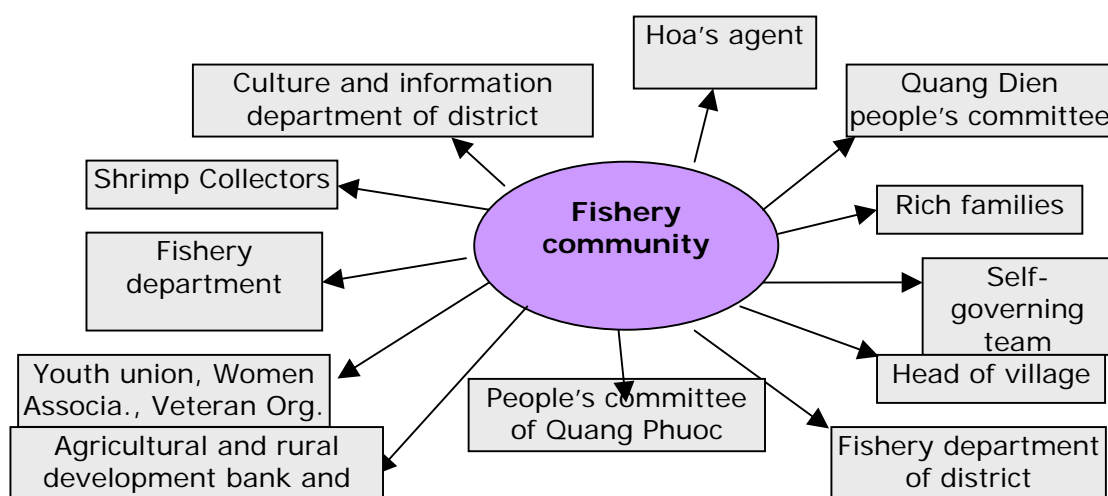 Hoa's agent
Culture and information
department of district
Quang Dien
people's committee
Shrimp Collectors
Fishery
community
Rich families
Fishery
department
Self-
governing
team
Youth union, Women
Associa., Veteran Org.
People's committee
of Quang Phuoc
Head of village
Agricultural and rural
development bank and
Fishery department
of district